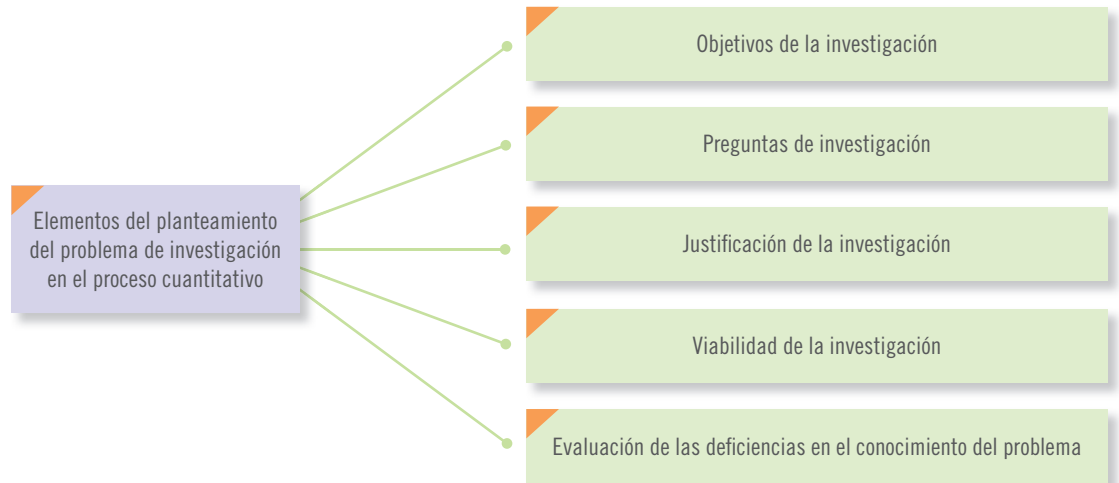 Objetivos de la investigación
Preguntas de investigación
Elementos del planteamiento
del problema de investigación
en el proceso cuantitativo
Justificación de la investigación
Viabilidad de la investigación
Evaluación de las deficiencias en el conocimiento del problema